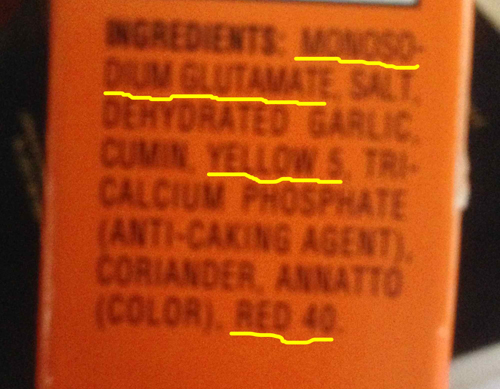 INGREDIENTS: MONOSO-
DIUM GLUTAMATE, SALT,
DEHYDRATED GARLIC,
CUMIN, YELLOW 5, TRI-
CALCIUM PHOSPHATE
(ANTI-CAKING AGENT),
CORIANDER, ANNATTO
(COLOR), RED 40.